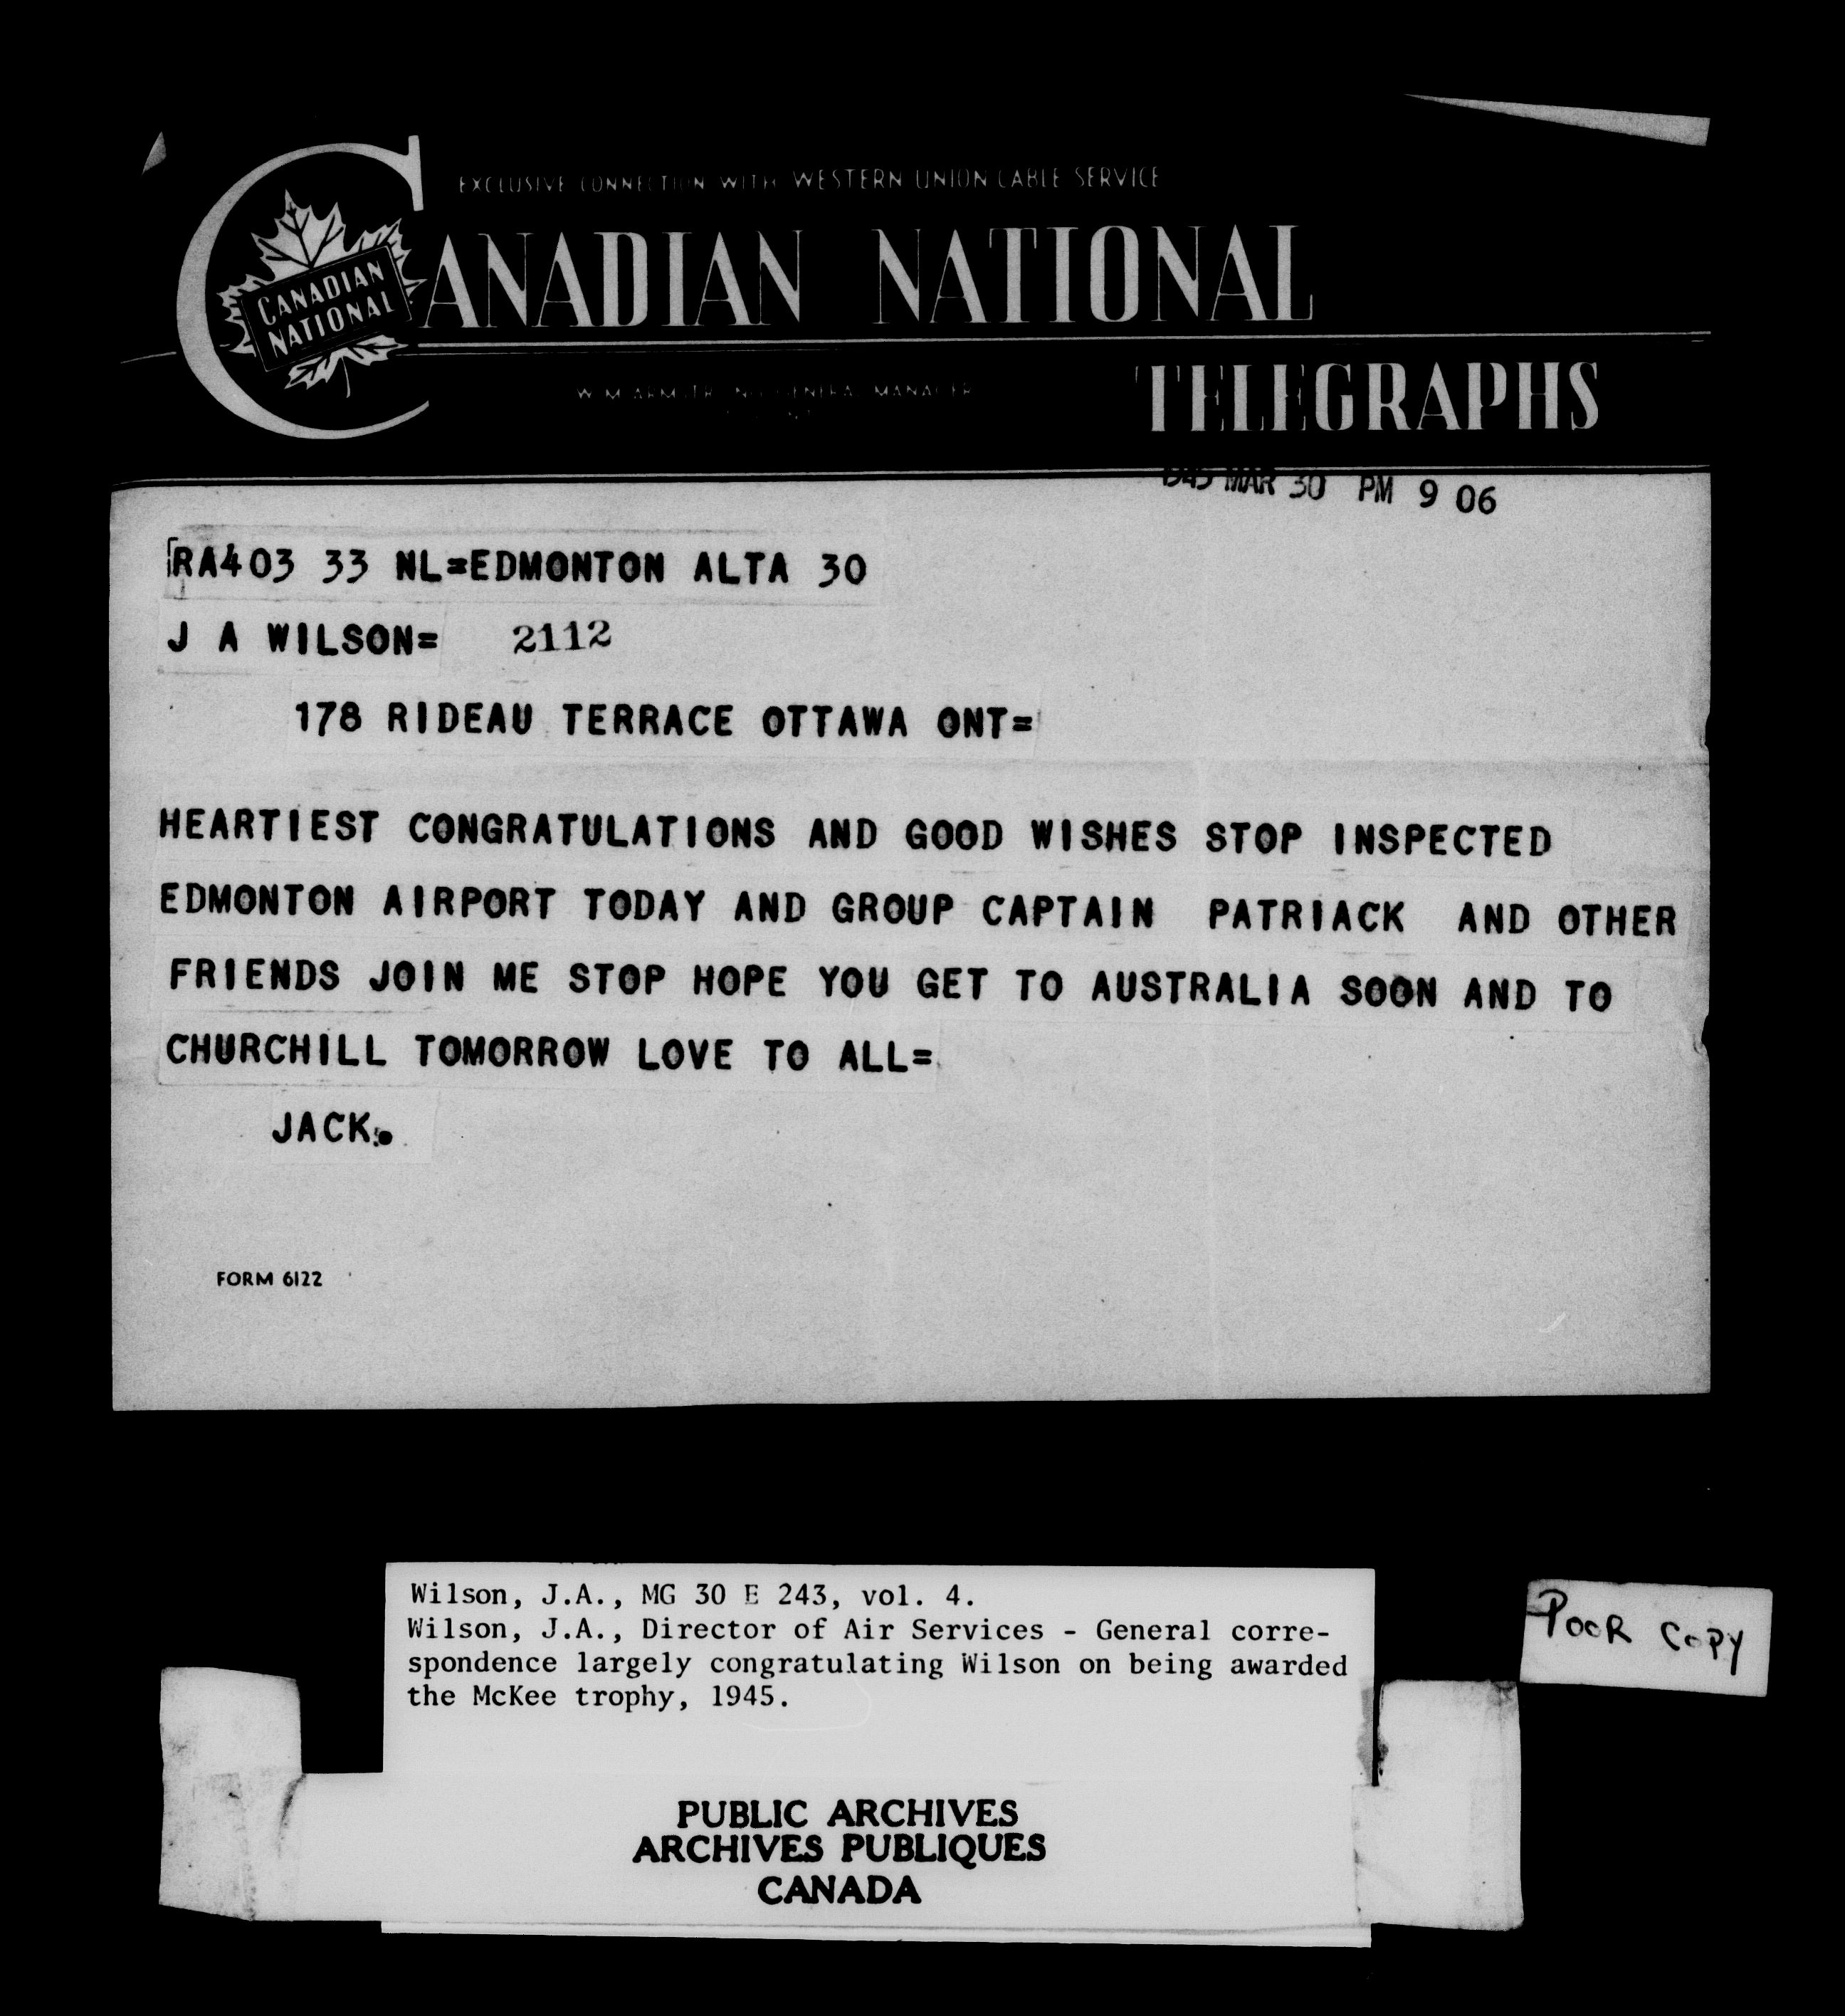 EXCLUSIVE CONNECTION WITH WESTERN UNION CABLE SERVICE
CANADIAN NATIONAL
CANADIAN
NATIONAL
TELEGRAPHS
GENERAL MANAGER
1945 MAR 30 PM 9 06
RA403 33 NL=EDMONTON ALTA 30
J A WILSON= 2112
178 RIDEAU TERRACE OTTAWA ONT=
HEARTIEST CONGRATULATIONS AND GOOD WISHES STOP INSPECTED
EDMONTON AIRPORT TODAY AND GROUP CAPTAIN PATRIACK AND OTHER
FRIENDS JOIN ME STOP HOPE YOU GET TO AUSTRALIA SOON AND TO
CHURCHILL TOMORROW LOVE TO ALL=
JACK.
FORM 6122
Wilson, J.A., MG 30 E 243, vol. 4.
Wilson, J.A., Director of Air Services - General corre-
spondence largely congratulating Wilson on being awarded
the McKee trophy, 1945.
POOR COPY
PUBLIC ARCHIVES
ARCHIVES PUBLIQUES
CANADA